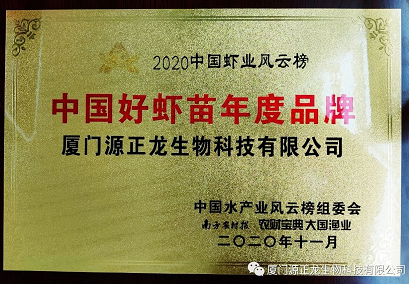 2020中国虾业风云榜
中国好虾苗年度品牌
厦门源正龙生物科技有限公司
中国水产业风云榜组委会
南方农村报 农财宝典 大国渔业
二〇二〇年十一月
厦门源正龙生物科技有限公司